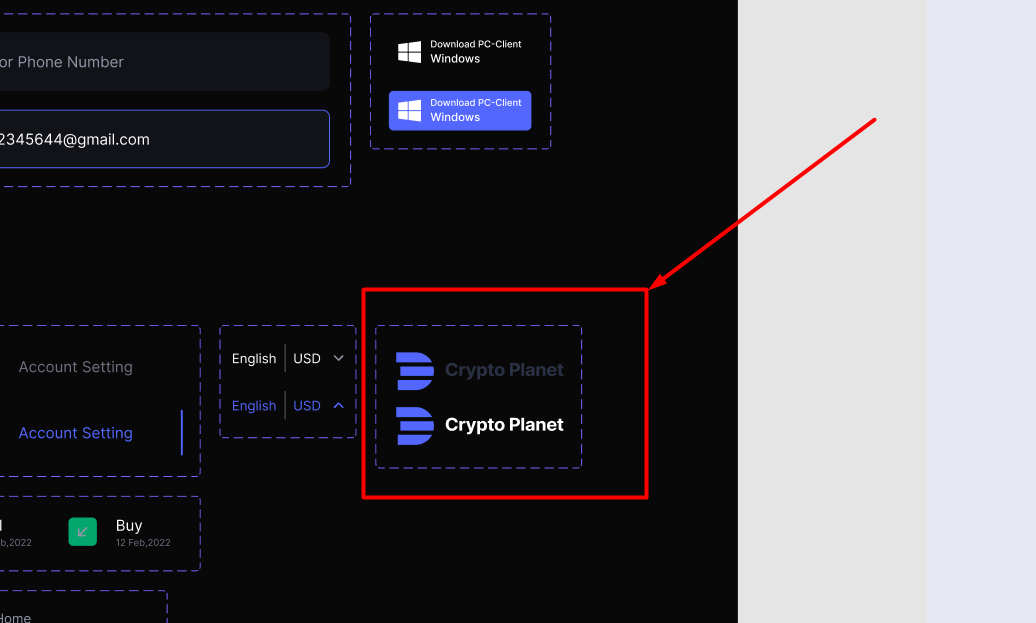 or Phone Number
2345644@gmail.com
Download PC-Client
Windows
Download PC-Client
Windows
Account Setting
Account Setting
English
USD
English
USD
Crypto Planet
Crypto Planet
Buy
b,2022
12 Feb,2022
Home